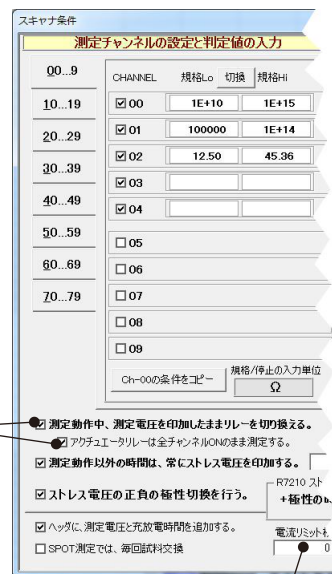 スキャナ条件
測定チャンネルの設定と判定値の入力
00...9
CHANNEL 規格Lo 切換 規格Hi
00 1E+10 1E+15
10...19
01 100000 1E+14
20...29
02 12.50 45.36
30...39
03
40...49
04
50...59
05
60...69
06
70...79
07
08
09
Ch-00の条件をコピー
規格/停止の入力単位
Ω
測定動作中、測定電圧を印加したままリレーを切り換える。
アクチュエータリレーは全チャンネルONのまま測定する。
測定動作以外の時間は、常にストレス電圧を印加する。
R7210 スト
ストレス電圧の正負の極性切換を行う。
+極性の
ヘッダに、測定電圧と充放電時間を追加する。
電流リミット
SPOT測定では、毎回試料交換
0